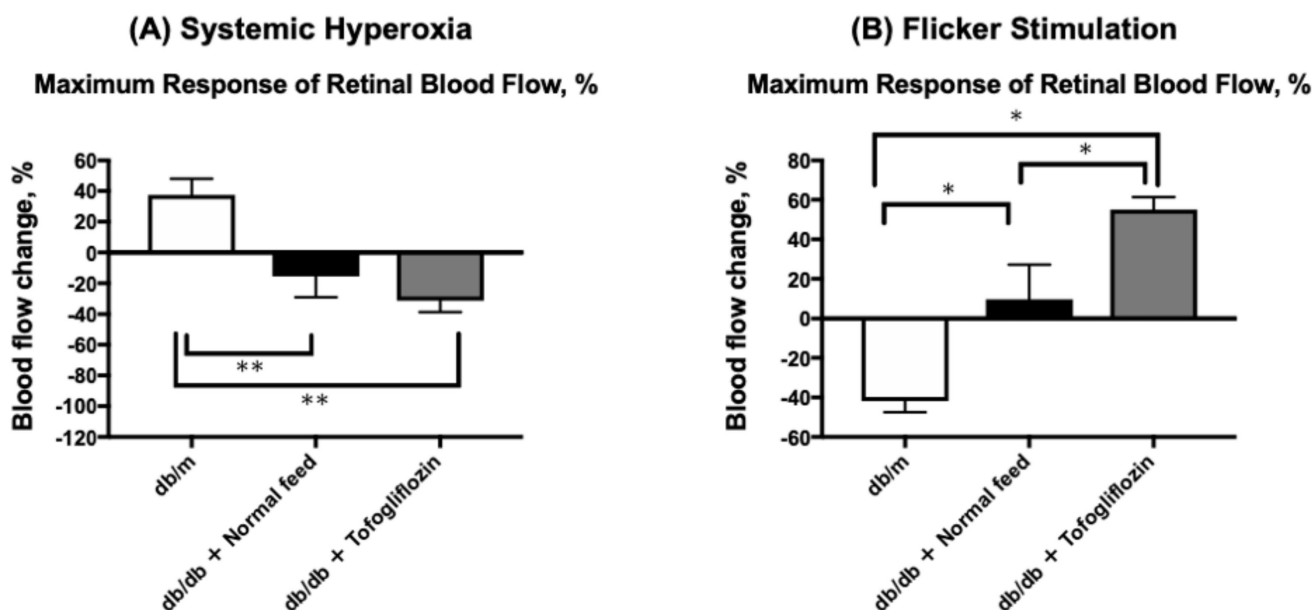 (A) Systemic Hyperoxia
Maximum Response of Retinal Blood Flow, %
Blood flow change, %
60
40
20
0
-20
-40
-60
-80
-100
-120
**
**
db/m
db/db + Normal feed
db/db + Tofogliflozin
(B) Flicker Stimulation
Maximum Response of Retinal Blood Flow, %
Blood flow change, %
80
60
40
20
0
-20
-40
-60
*
*
*
db/m
db/db + Normal feed
db/db + Tofogliflozin